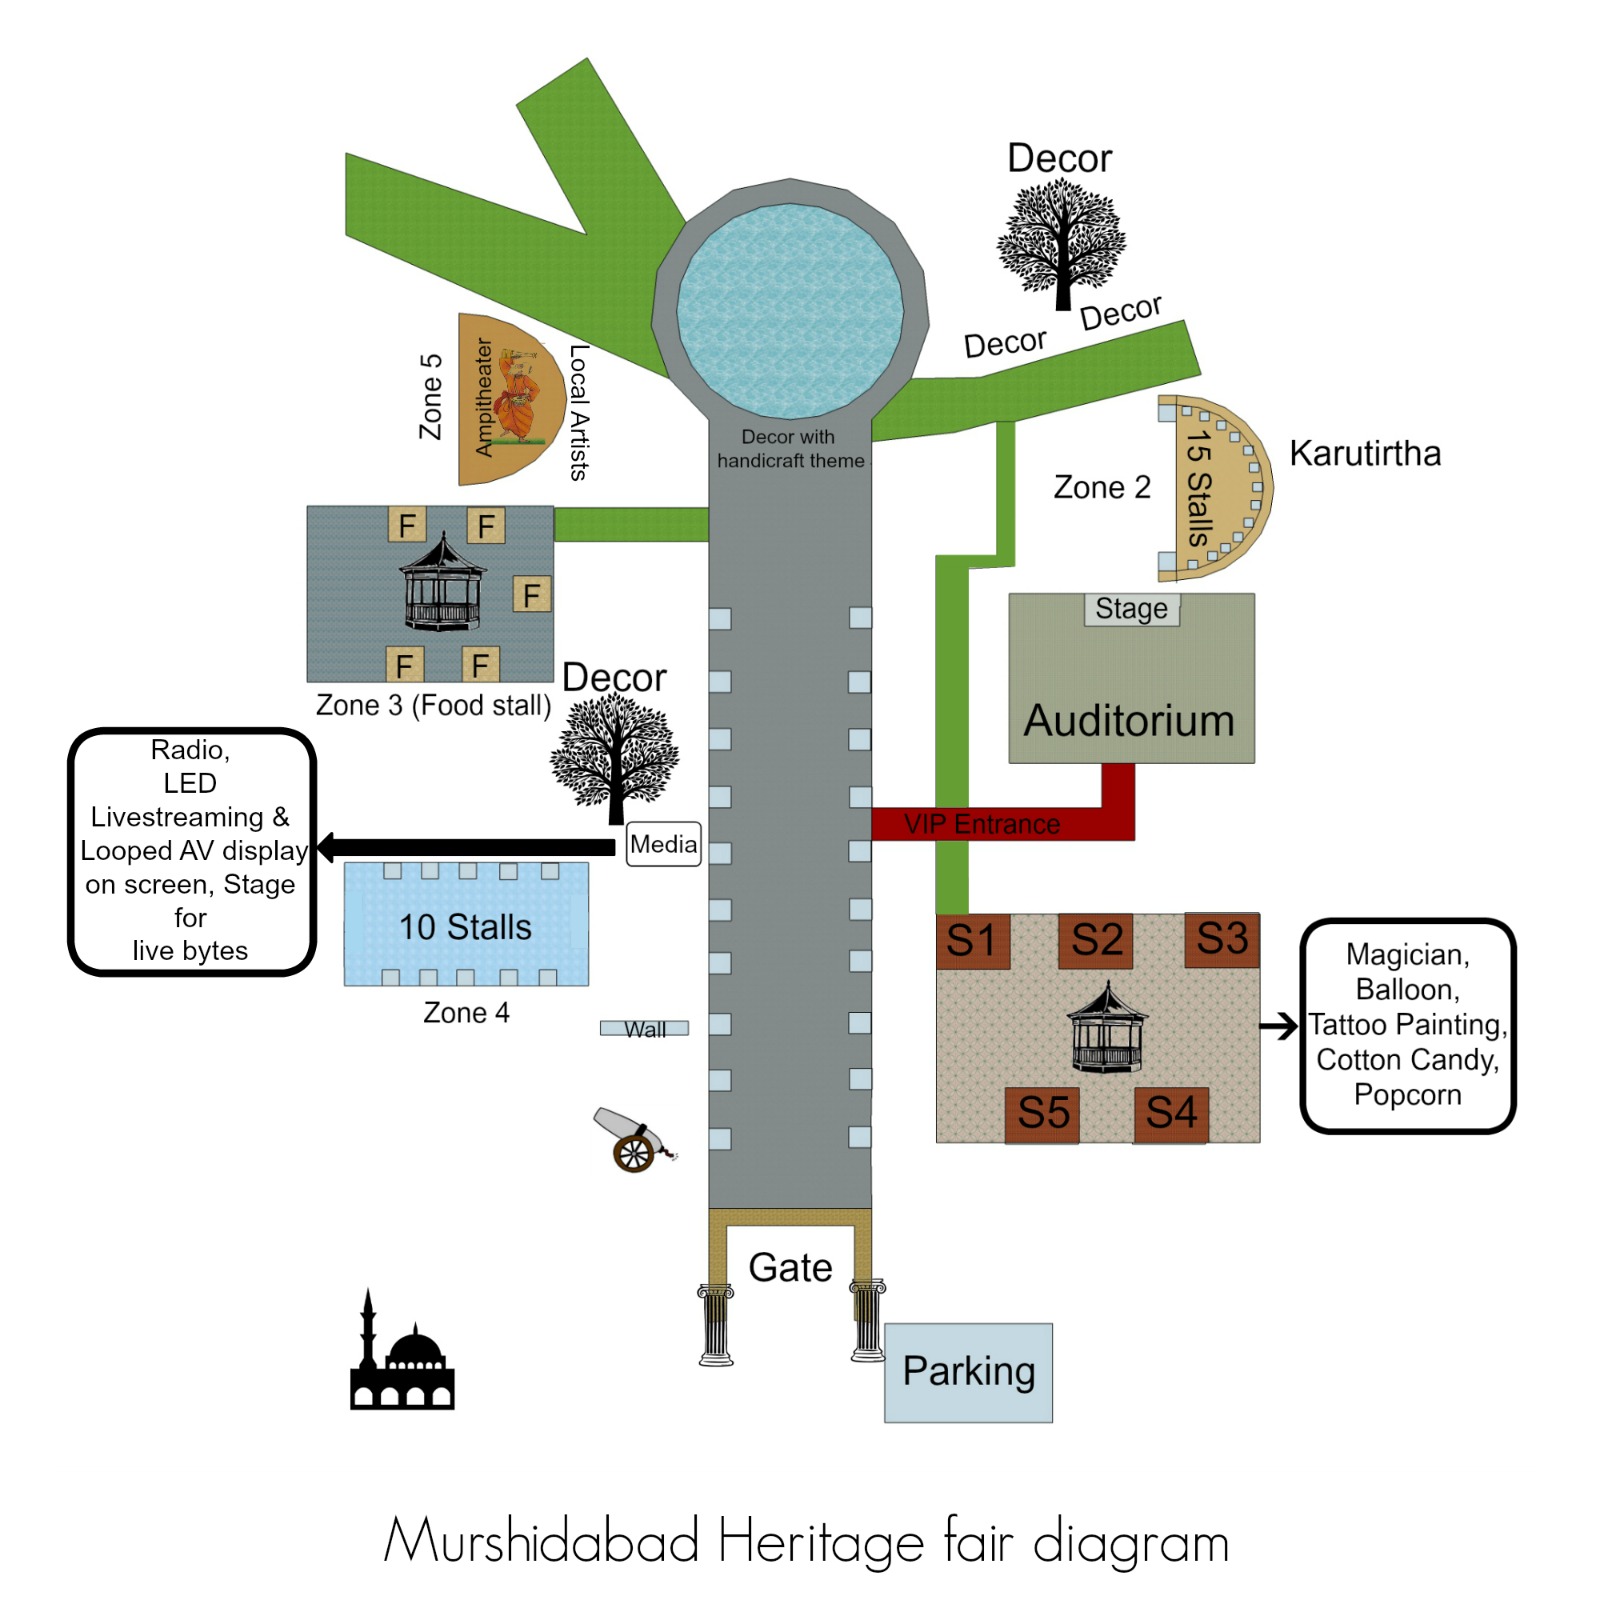 Decor
Decor
Decor
Zone 5
Ampitheater
Local Artists
Decor with
handicraft theme
Zone 2
15 Stalls
Karutirtha
F
F
F
F
F
Zone 3 (Food stall)
Stage
Auditorium
Decor
Radio,
LED
Livestreaming &
Looped AV display
on screen, Stage
for
live bytes
Media
VIP Entrance
10 Stalls
Zone 4
Wall
S1
S2
S3
S5
S4
Magician,
Balloon,
Tattoo Painting,
Cotton Candy,
Popcorn
Gate
Parking
Murshidabad Heritage fair diagram